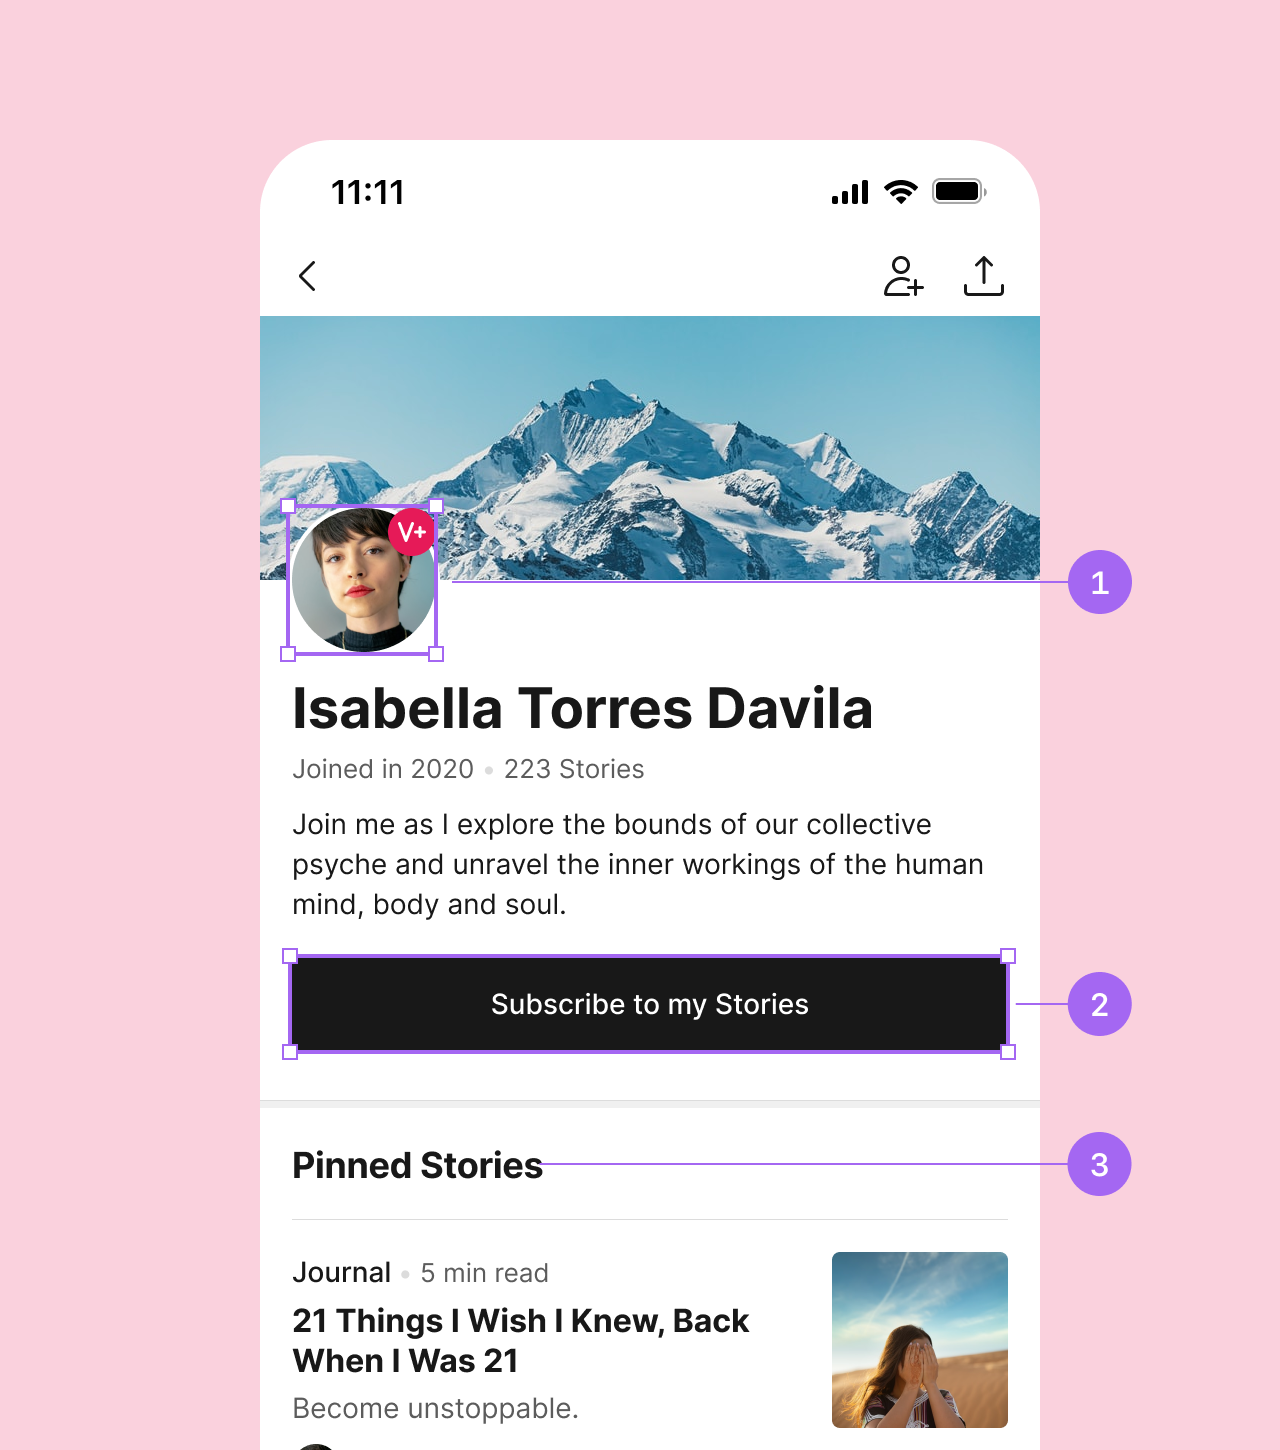 11:11
V+
1
Isabella Torres Davila
Joined in 2020 • 223 Stories
Join me as I explore the bounds of our collective
psyche and unravel the inner workings of the human
mind, body and soul.
Subscribe to my Stories
2
Pinned Stories
3
Journal • 5 min read
21 Things I Wish I Knew, Back
When I Was 21
Become unstoppable.